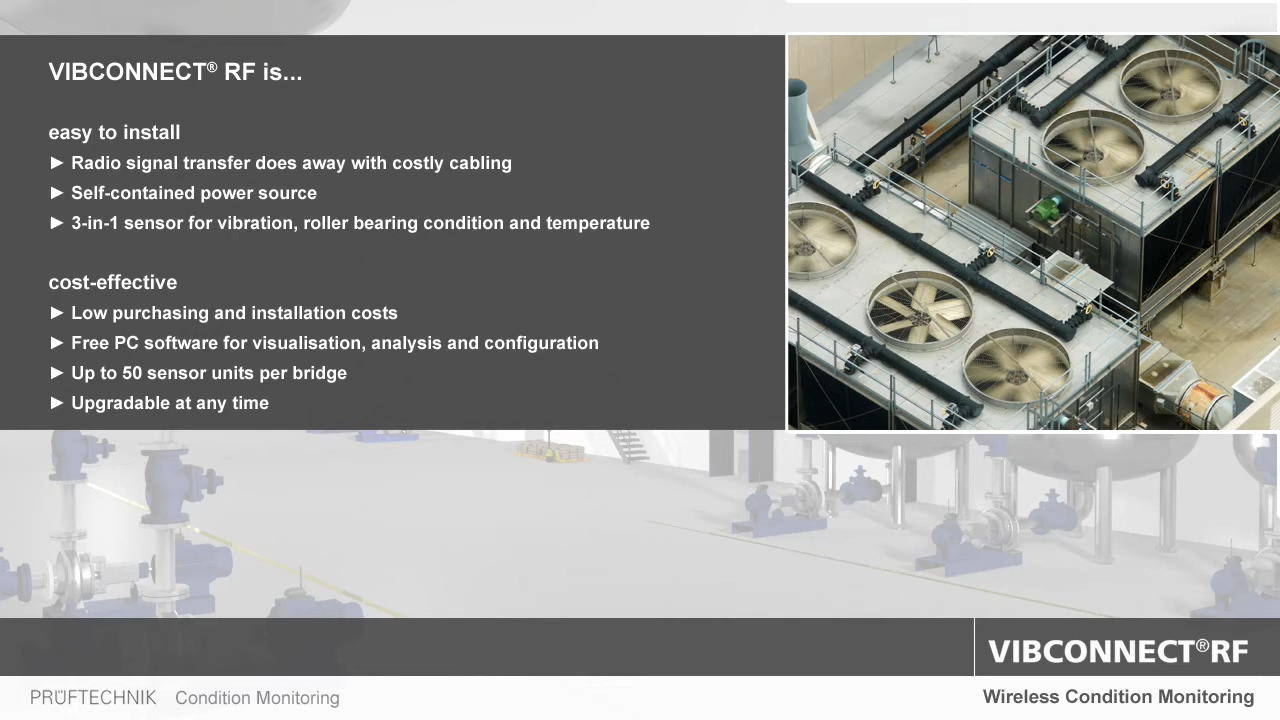 VIBCONNECT® RF is...
easy to install
► Radio signal transfer does away with costly cabling
► Self-contained power source
► 3-in-1 sensor for vibration, roller bearing condition and temperature
cost-effective
► Low purchasing and installation costs
► Free PC software for visualisation, analysis and configuration
► Up to 50 sensor units per bridge
► Upgradable at any time
VIBCONNECT®RF
PRÜFTECHNIK Condition Monitoring
Wireless Condition Monitoring